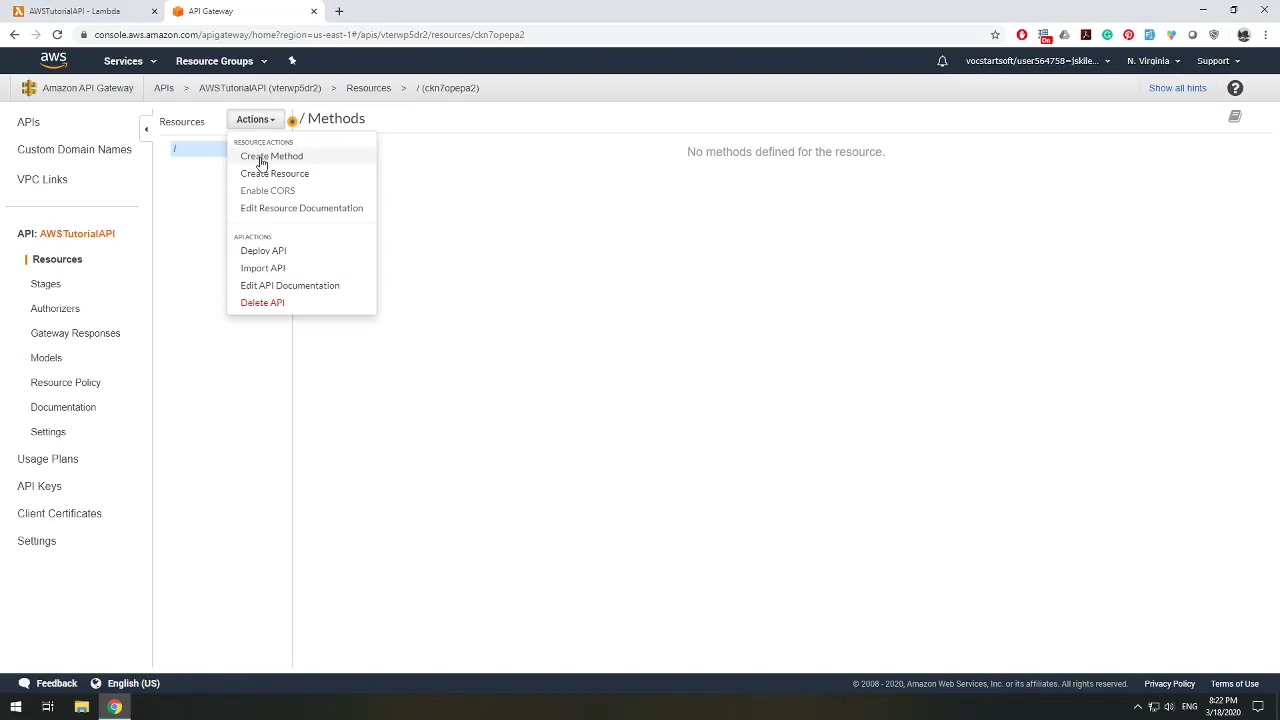 AWSTutorialAPI - Lambda
API Gateway
console.aws.amazon.com/apigateway/home?region=us-east-1#/apis/vterwp5dr2/resources/ckn7opepa2
On
aws
Services
Resource Groups
vocstartsoft/user564758=jskile...
N. Virginia
Support
Amazon API Gateway
APIs > AWSTutorialAPI (vterwp5dr2) > Resources > / (ckn7opepa2)
Show all hints
APIs
Custom Domain Names
VPC Links
API: AWSTutorialAPI
Resources
Stages
Authorizers
Gateway Responses
Models
Resource Policy
Documentation
Settings
Usage Plans
API Keys
Client Certificates
Settings
Resources
Actions
/
RESOURCE ACTIONS
Create Method
Create Resource
Enable CORS
Edit Resource Documentation
API ACTIONS
Deploy API
Import API
Edit API Documentation
Delete API
/ Methods
No methods defined for the resource.
Feedback
English (US)
© 2008 - 2020, Amazon Web Services, Inc. or its affiliates. All rights reserved.
Privacy Policy
Terms of Use
ENG
8:22 PM
3/18/2020